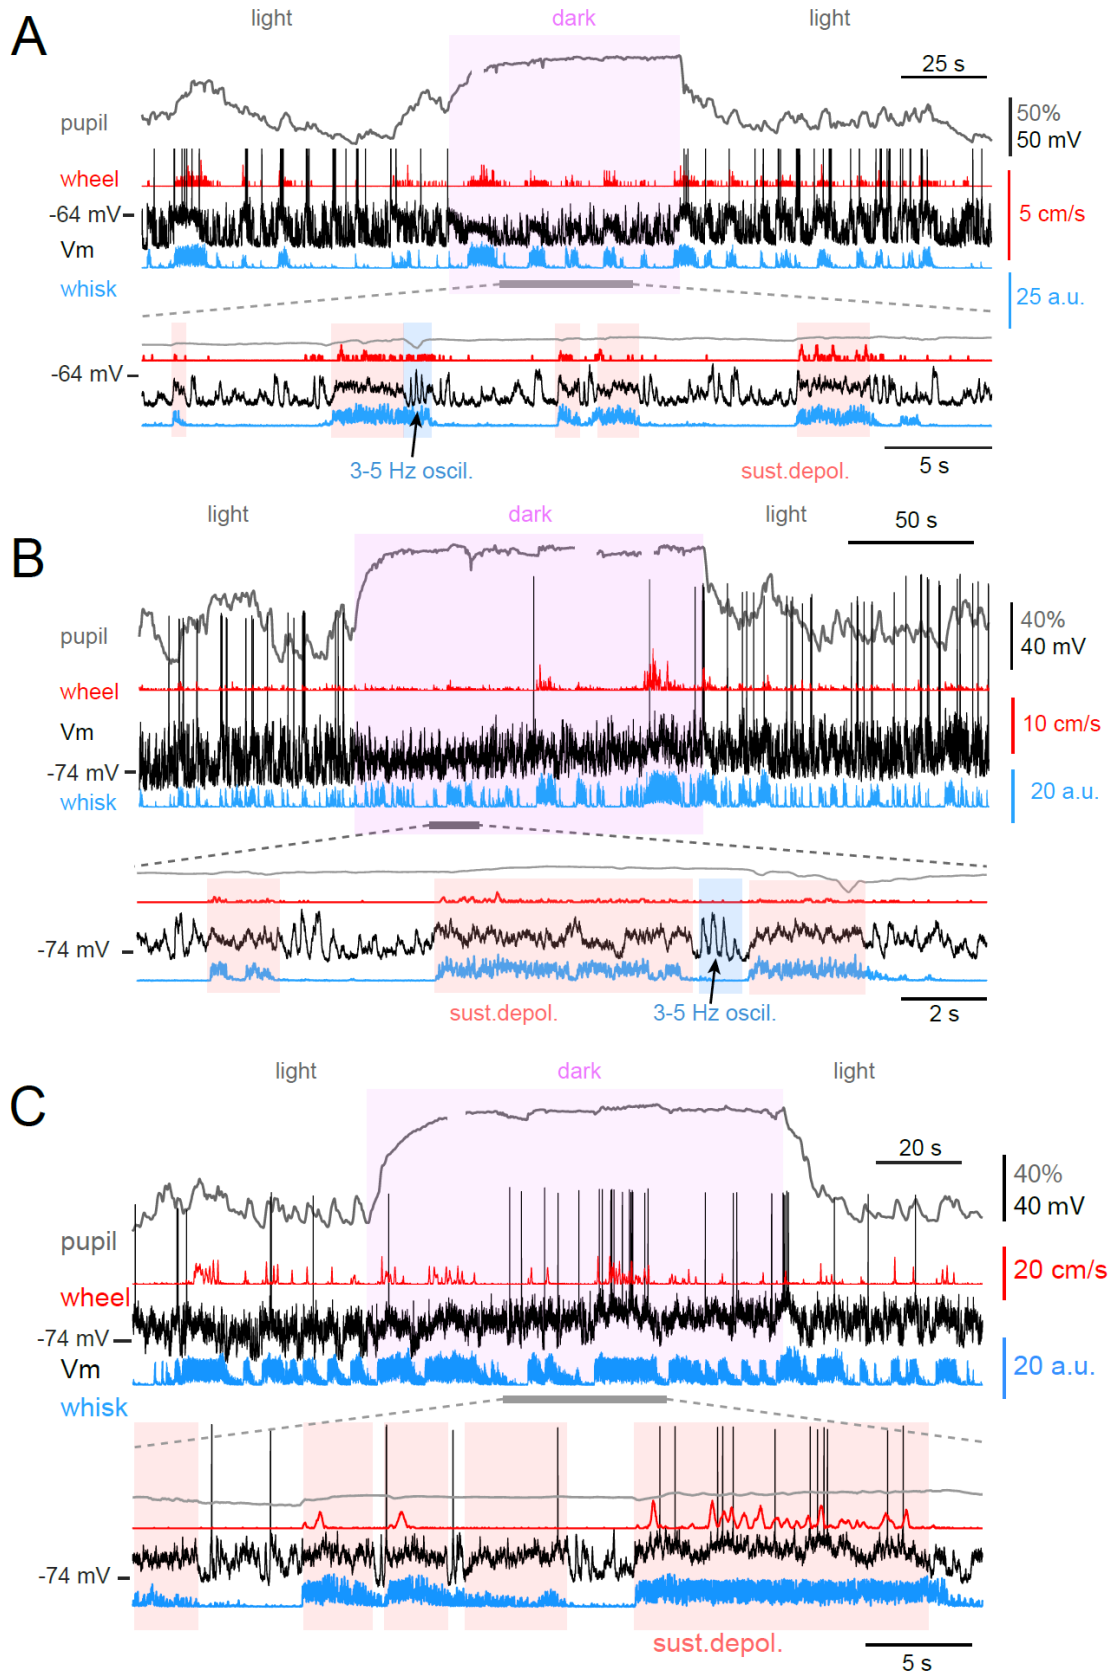 A
light dark light
25 s
pupil
50%
50 mV
wheel
-64 mV
5 cm/s
Vm
whisk
25 a.u.
-64 mV
3-5 Hz oscil.
sust.depol.
5 s
B
light dark light
50 s
pupil
40%
40 mV
wheel
Vm
10 cm/s
-74 mV
whisk
20 a.u.
-74 mV
sust.depol.
3-5 Hz oscil.
2 s
C
light dark light
20 s
40%
40 mV
pupil
20 cm/s
wheel
-74 mV
Vm
20 a.u.
whisk
-74 mV
sust.depol.
5 s